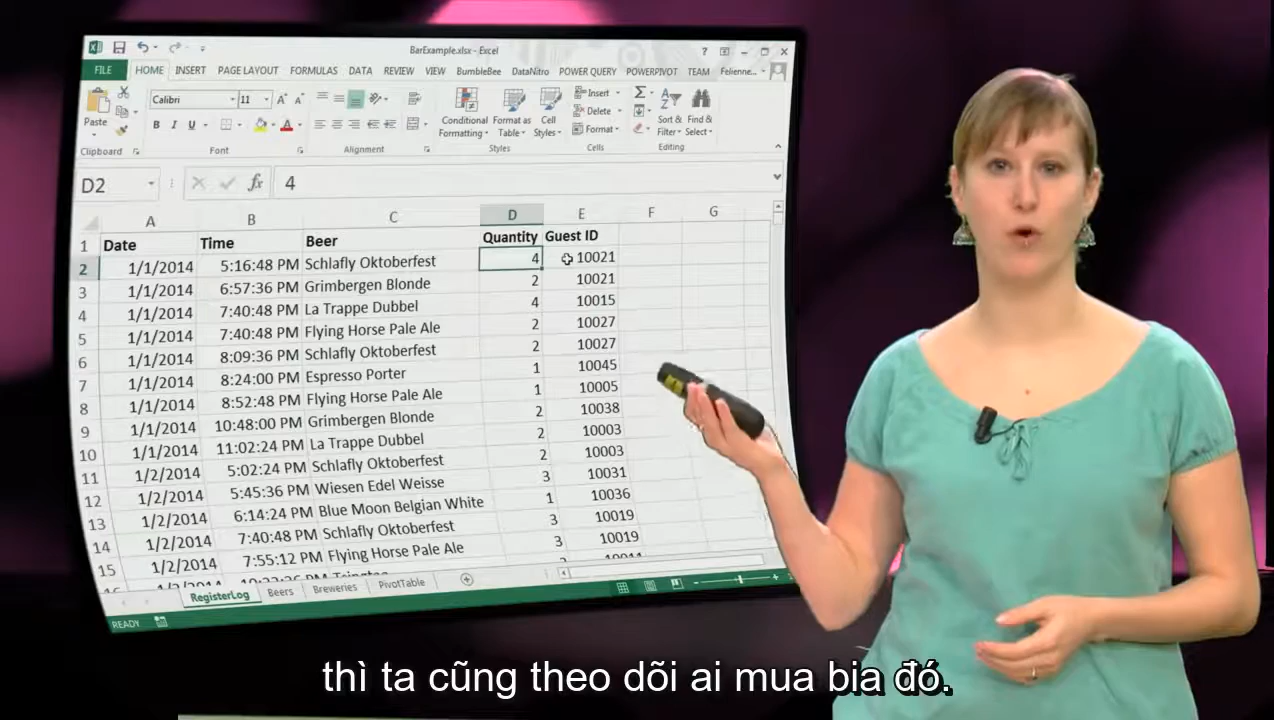 BarExample.xlsx - Excel
FILE HOME INSERT PAGE LAYOUT FORMULAS DATA REVIEW VIEW BumbleBee DataNitro POWER QUERY POWERPIVOT TEAM Felienne...
Calibri 11
Paste
B I U
Conditional Formatting
Format as Table
Cell Styles
Insert
Delete
Format
Sort & Filter
Find & Select
Clipboard Font Alignment Styles Cells Editing
D2 fx 4
A B C D E F G
1 Date Time Beer Quantity Guest ID
2 1/1/2014 5:16:48 PM Schlafly Oktoberfest 4 10021
3 1/1/2014 6:57:36 PM Grimbergen Blonde 2 10021
4 1/1/2014 7:40:48 PM La Trappe Dubbel 4 10015
5 1/1/2014 7:40:48 PM Flying Horse Pale Ale 2 10027
6 1/1/2014 8:09:36 PM Schlafly Oktoberfest 2 10027
7 1/1/2014 8:24:00 PM Espresso Porter 1 10045
8 1/1/2014 8:52:48 PM Flying Horse Pale Ale 1 10005
9 1/1/2014 10:48:00 PM Grimbergen Blonde 2 10038
10 1/1/2014 11:02:24 PM La Trappe Dubbel 2 10003
11 1/2/2014 5:02:24 PM Schlafly Oktoberfest 2 10003
12 1/2/2014 5:45:36 PM Wiesen Edel Weisse 3 10031
13 1/2/2014 6:14:24 PM Blue Moon Belgian White 1 10036
14 1/2/2014 7:40:48 PM Schlafly Oktoberfest 3 10019
15 1/2/2014 7:55:12 PM Flying Horse Pale Ale 3 10019
RegisterLog Beers Breweries PivotTable
READY
thì ta cũng theo dõi ai mua bia đó.